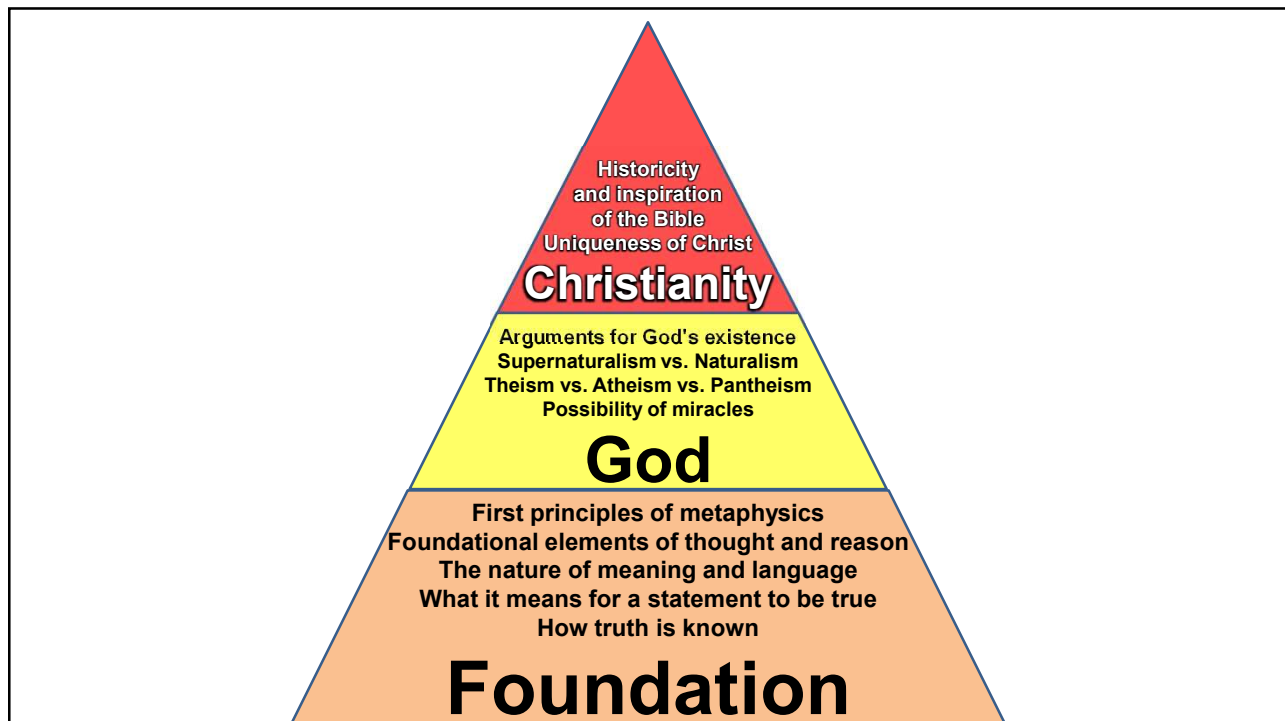 Historicity
and inspiration
of the Bible
Uniqueness of Christ
Christianity
Arguments for God's existence
Supernaturalism vs. Naturalism
Theism vs. Atheism vs. Pantheism
Possibility of miracles
God
First principles of metaphysics
Foundational elements of thought and reason
The nature of meaning and language
What it means for a statement to be true
How truth is known
Foundation